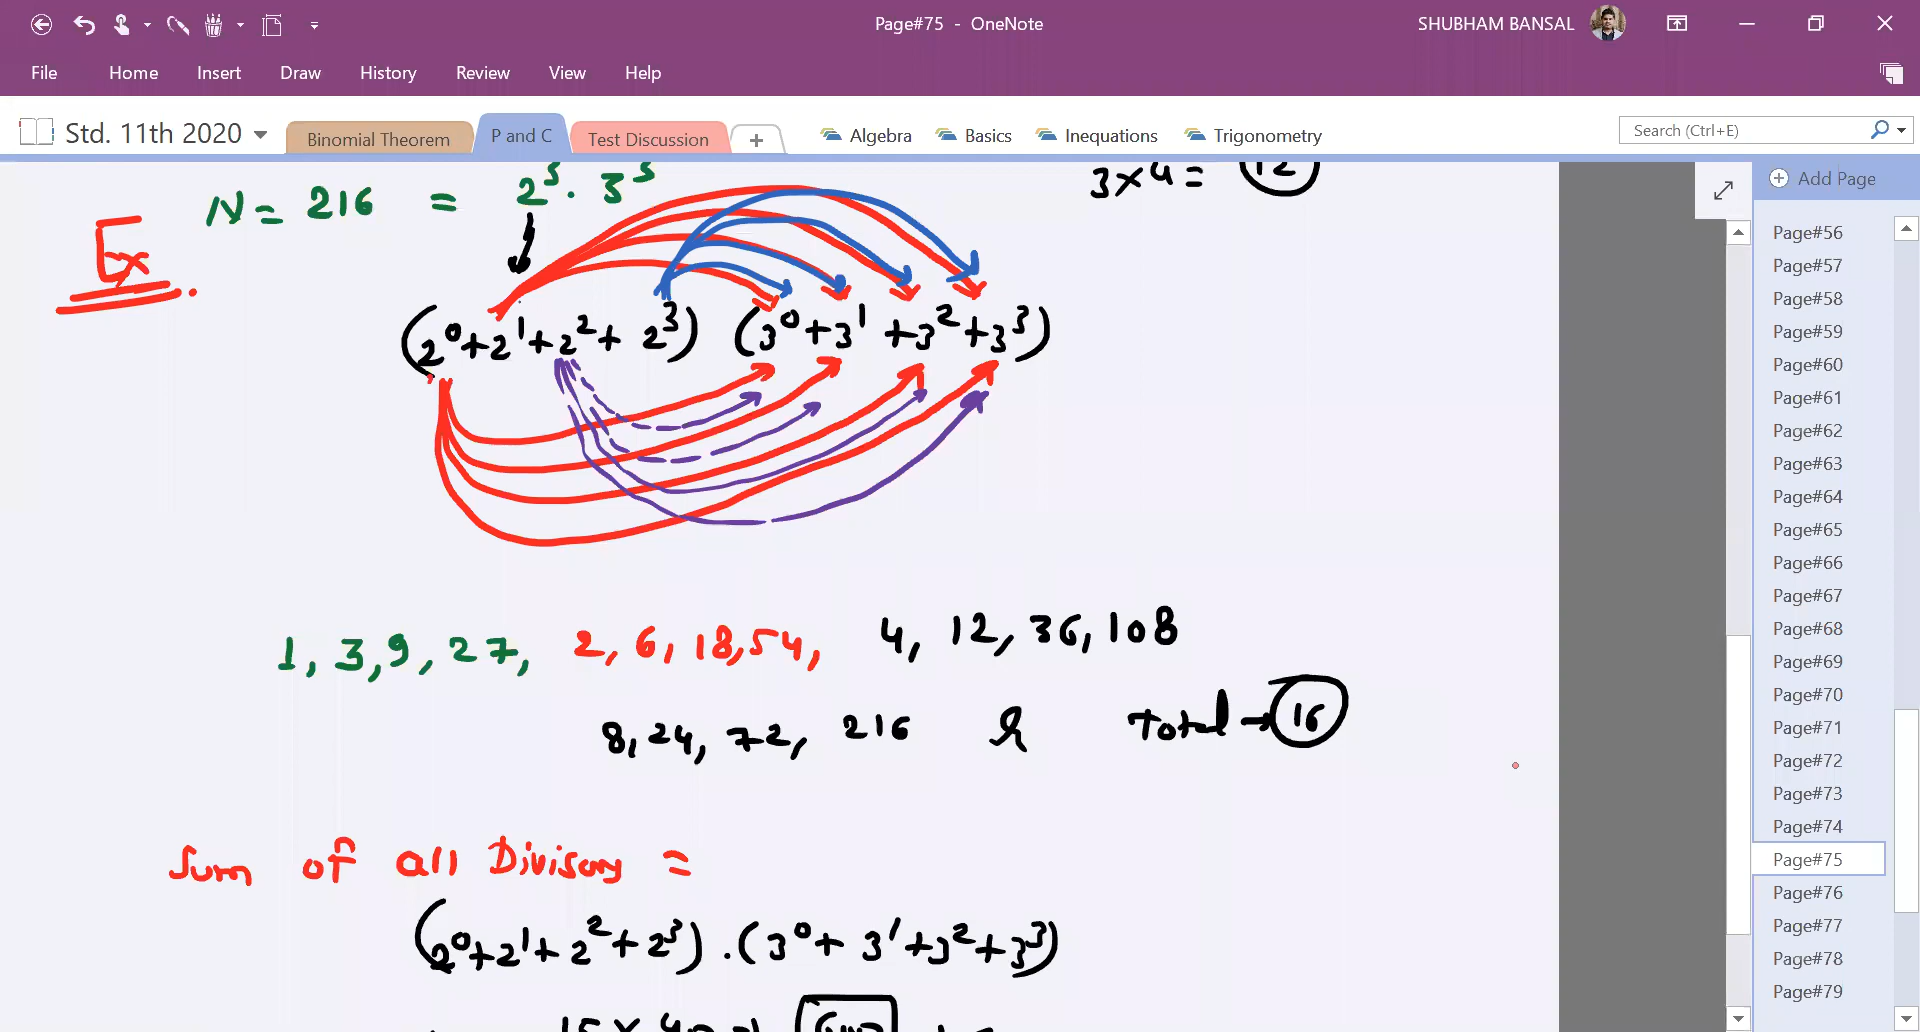 Page#75 - OneNote
SHUBHAM BANSAL
File Home Insert Draw History Review View Help
Std. 11th 2020
Binomial Theorem
P and C
Test Discussion
+
Algebra
Basics
Inequations
Trigonometry
Search (Ctrl+E)
Add Page
3 x 4 = 12
Ex.
N = 216 = 2³ · 3³
(2⁰ + 2¹ + 2² + 2³) (3⁰ + 3¹ + 3² + 3³)
1, 3, 9, 27, 2, 6, 18, 54, 4, 12, 36, 108
8, 24, 72, 216 Total → 16
Sum of all Divisors =
(2⁰ + 2¹ + 2² + 2³) . (3⁰ + 3¹ + 3² + 3³)
Page#56
Page#57
Page#58
Page#59
Page#60
Page#61
Page#62
Page#63
Page#64
Page#65
Page#66
Page#67
Page#68
Page#69
Page#70
Page#71
Page#72
Page#73
Page#74
Page#75
Page#76
Page#77
Page#78
Page#79